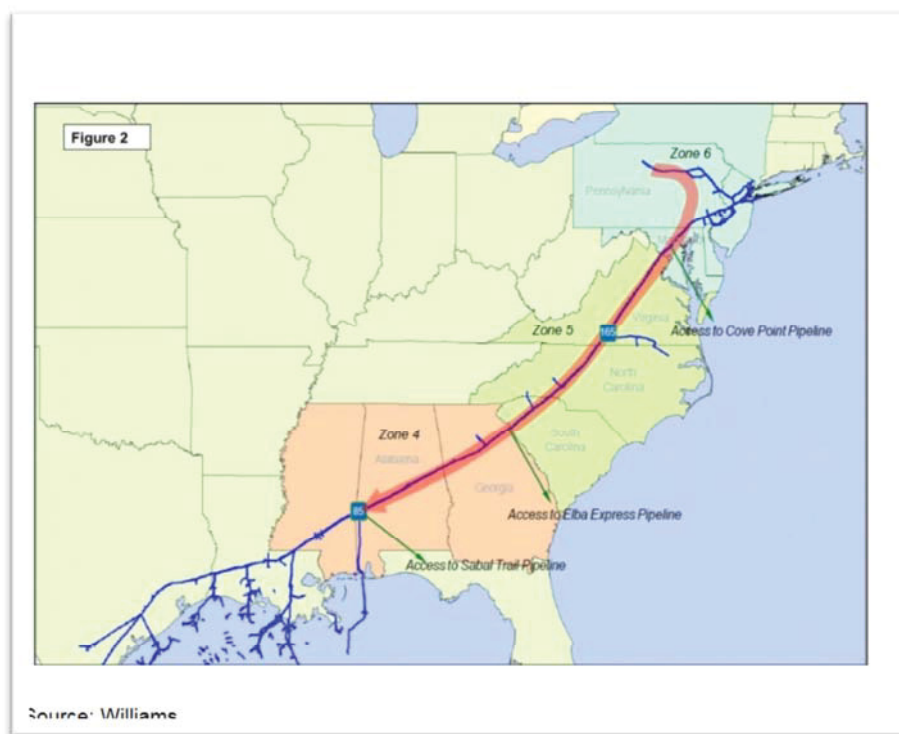 Figure 2
Zone 6
Pennsylvania
Virginia
Access to Cove Point Pipeline
Zone 5
165
North
Carolina
South
Carolina
Zone 4
Alabama
Georgia
85
Access to Elba Express Pipeline
Access to Sabal Trail Pipeline
Source: Williams